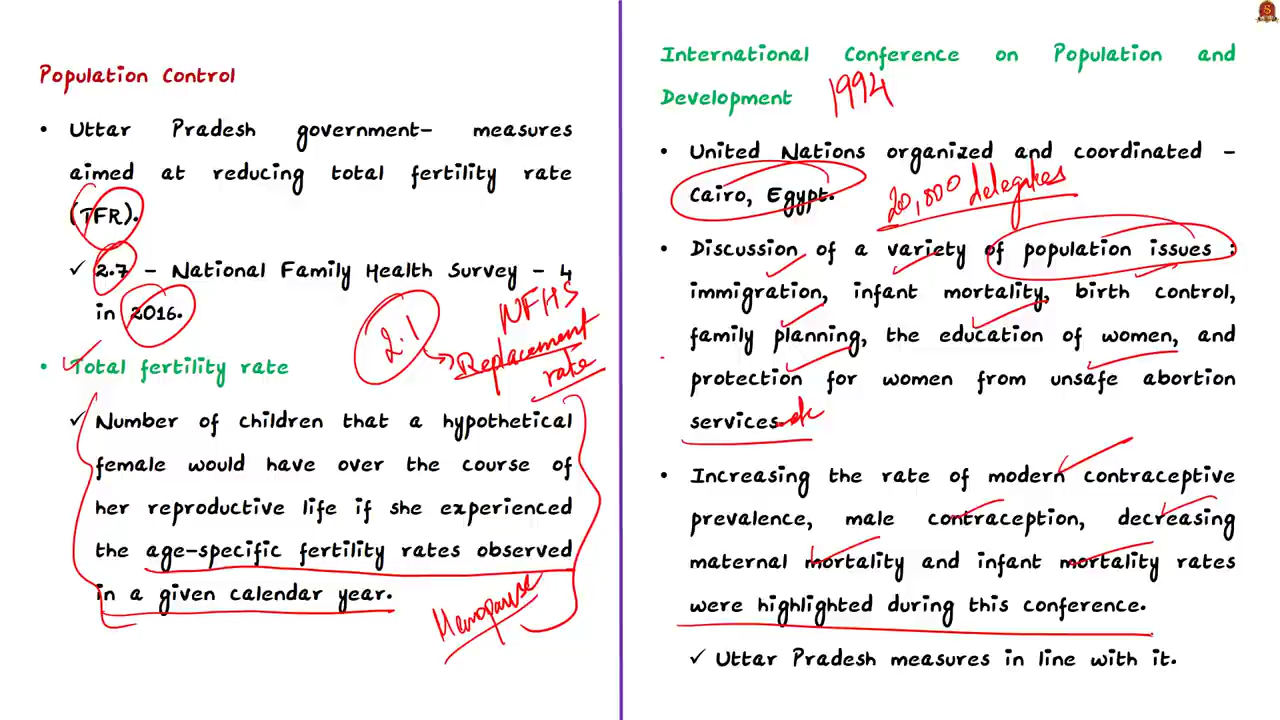 Population Control
• Uttar Pradesh government- measures
aimed at reducing total fertility rate
(TFR).
✓ 2.7 - National Family Health Survey - 4
in 2016.
NFHS
2.1
Replacement
rate
• Total fertility rate
✓ Number of children that a hypothetical
female would have over the course of
her reproductive life if she experienced
the age-specific fertility rates observed
in a given calendar year.
Menopause
International Conference on Population and
Development 1994
• United Nations organized and coordinated -
Cairo, Egypt. 20,000 delegates
• Discussion of a variety of population issues :
immigration, infant mortality, birth control,
family planning, the education of women, and
protection for women from unsafe abortion
services etc
• Increasing the rate of modern contraceptive
prevalence, male contraception, decreasing
maternal mortality and infant mortality rates
were highlighted during this conference.
✓ Uttar Pradesh measures in line with it.